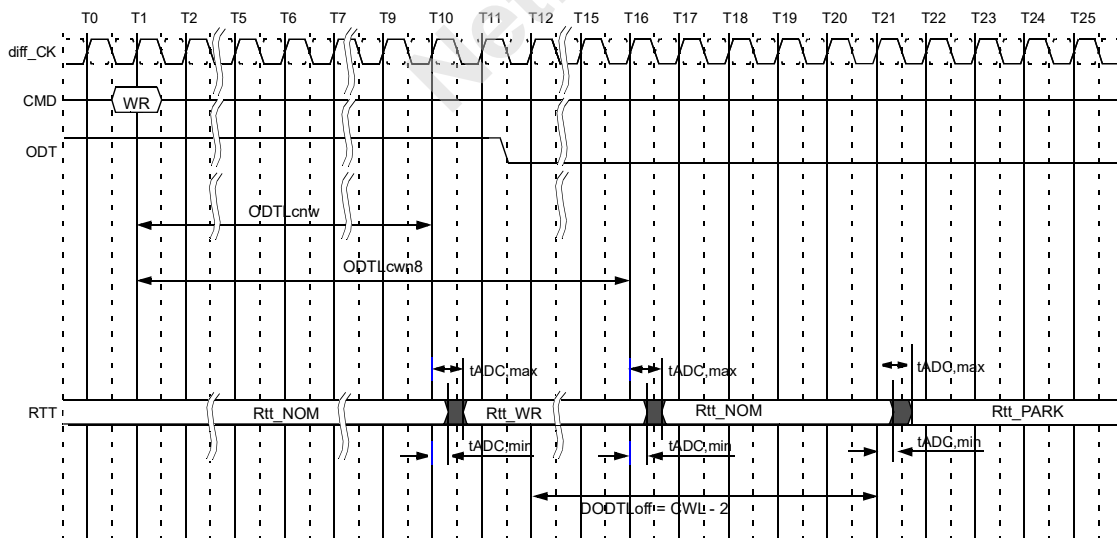 T0 T1 T2 T5 T6 T7 T9 T10 T11 T12 T15 T16 T17 T18 T19 T20 T21 T22 T23 T24 T25
diff_CK
CMD WR
ODT
ODTLcnw
ODTLcwn8
tADC,max tADC,max tADC,max
RTT Rtt_NOM Rtt_WR Rtt_NOM Rtt_PARK
tADC,min tADC,min tADC,min
DODTLoff = CWL - 2